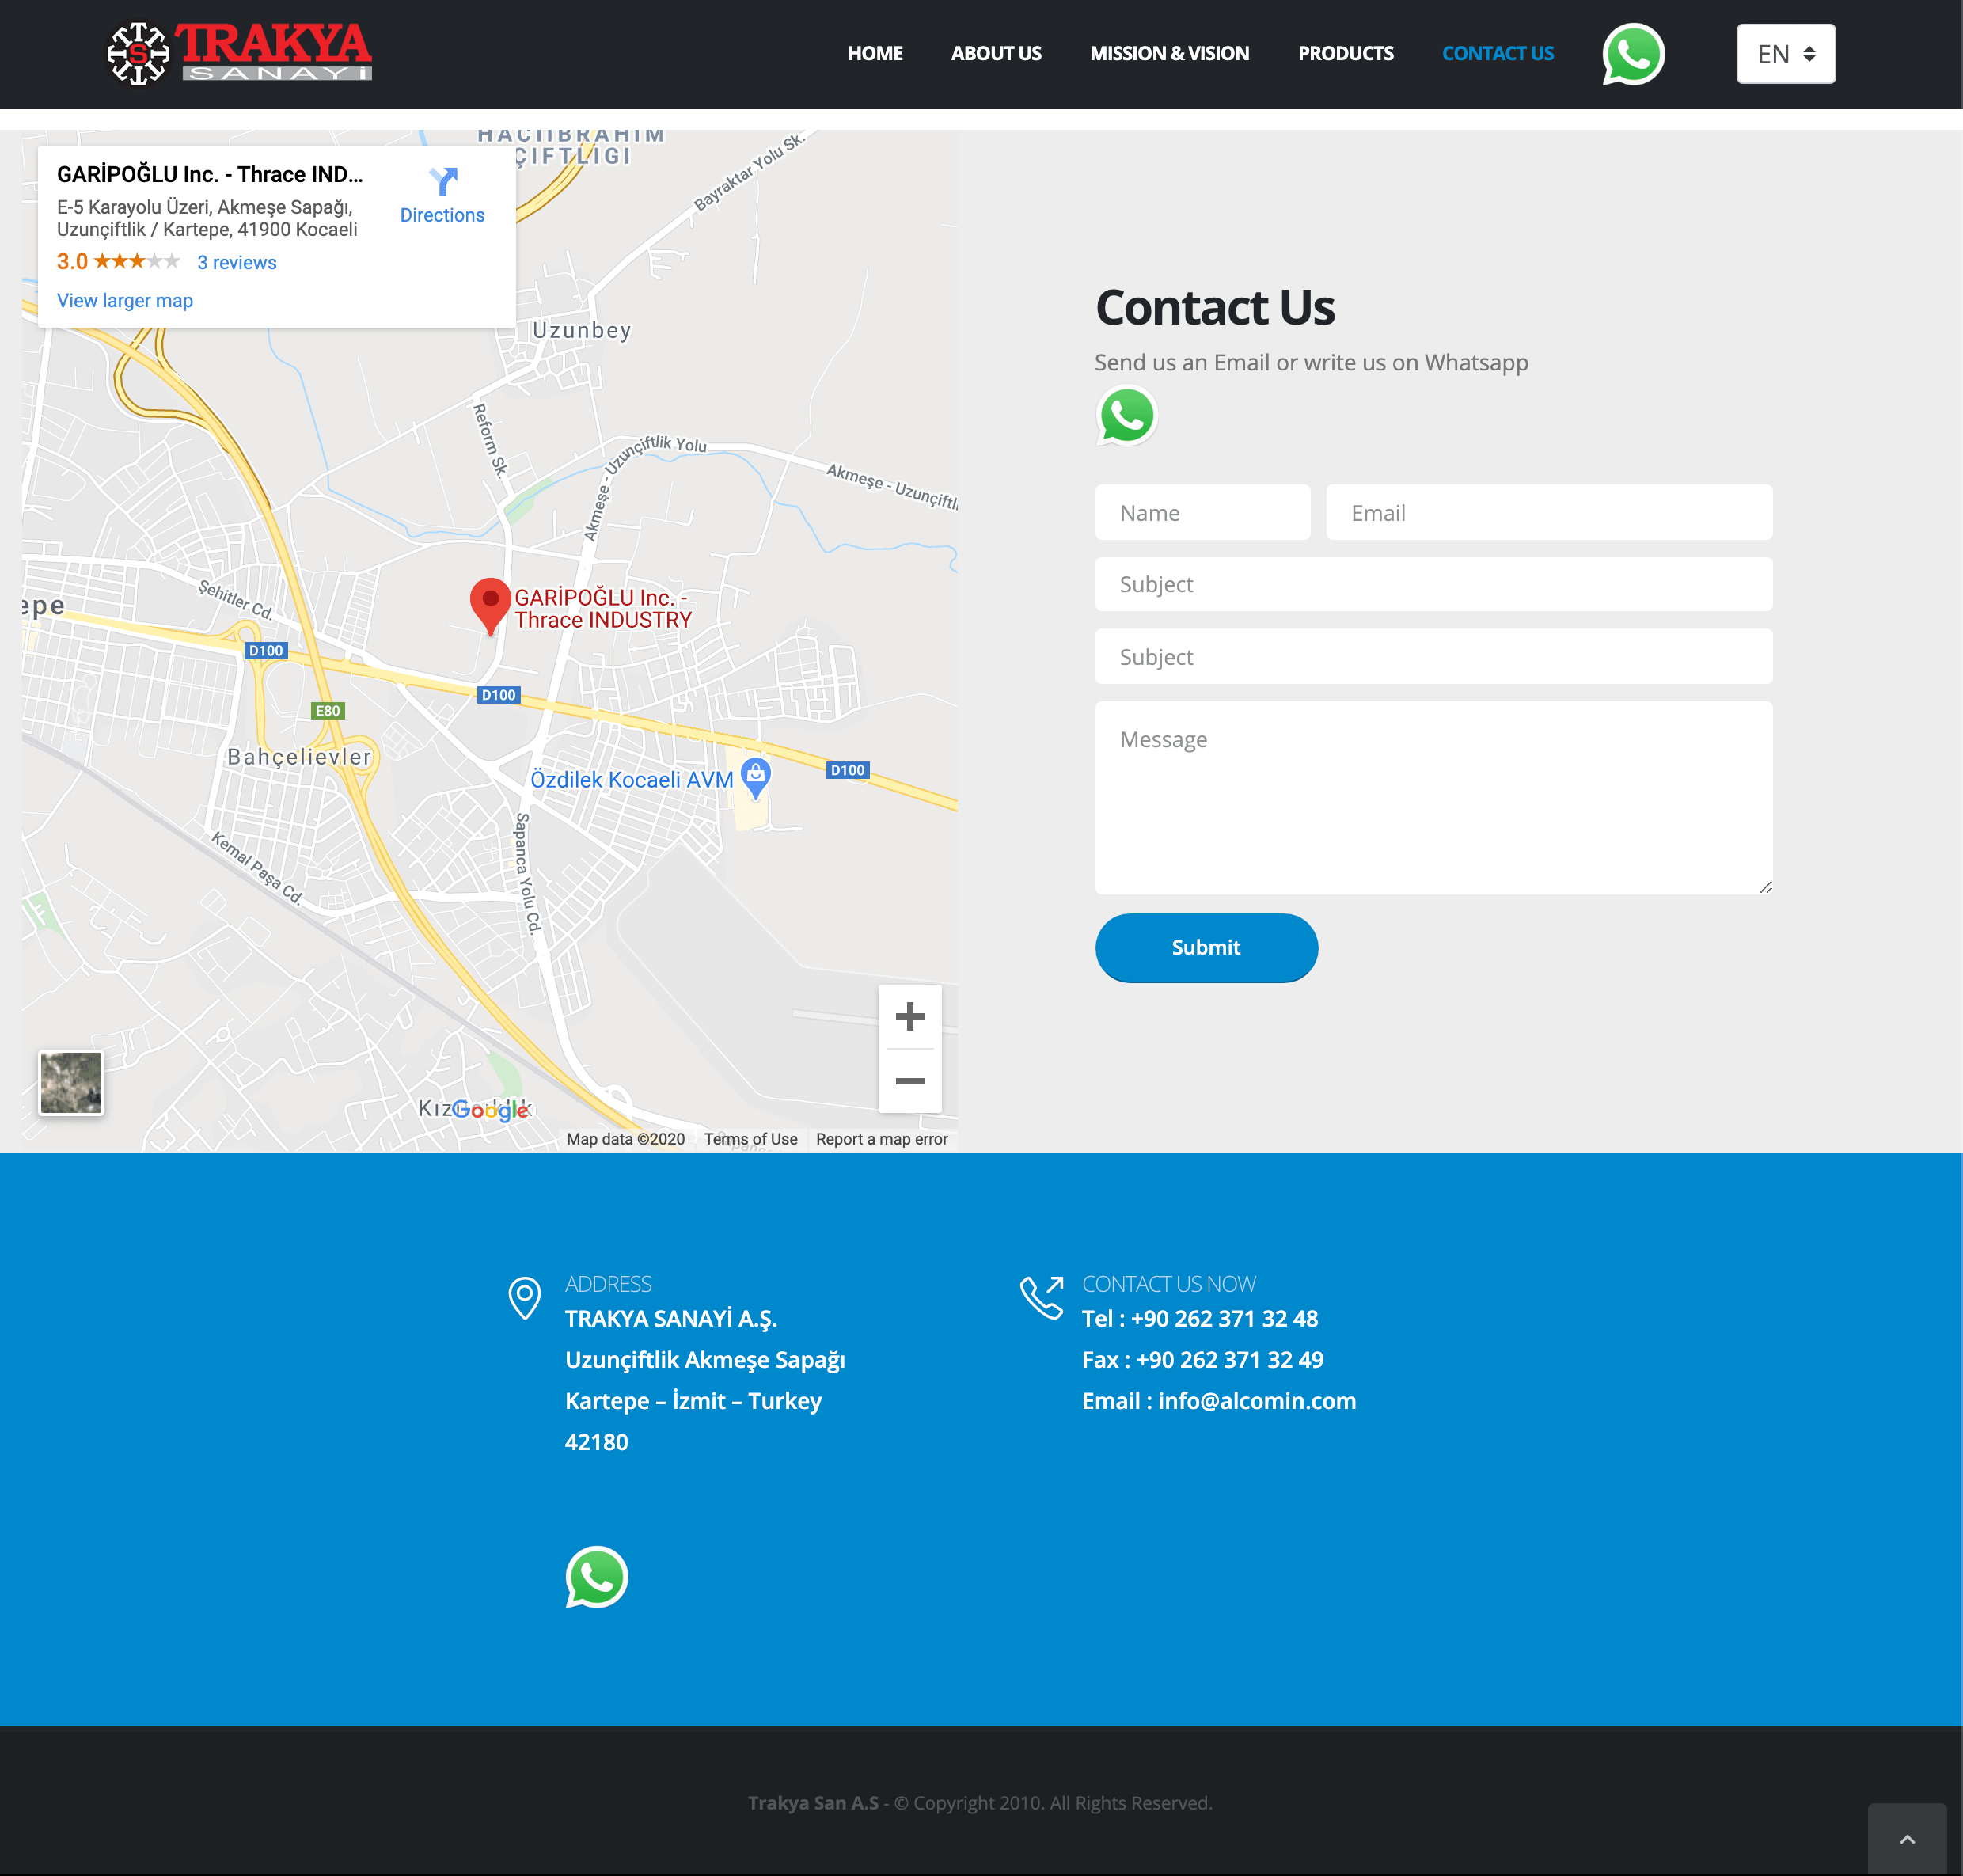 TRAKYA
SANAYİ
HOME ABOUT US MISSION & VISION PRODUCTS CONTACT US EN
HACIIBRAHIM
ÇIFTLIGI
GARİPOĞLU Inc. - Thrace IND...
E-5 Karayolu Üzeri, Akmeşe Sapağı,
Uzunçiftlik / Kartepe, 41900 Kocaeli
3.0 3 reviews
View larger map
Directions
Bayraktar Yolu Sk.
Uzunbey
Reform Sk.
Akmeşe - Uzunçiftlik Yolu
Akmeşe - Uzunçiftli
Şehitler Cd.
epe
GARİPOĞLU Inc. -
Thrace INDUSTRY
D100
D100
E80
Bahçelievler
Özdilek Kocaeli AVM
D100
Kemal Paşa Cd.
Sapanca Yolu Cd.
Google
Map data ©2020 Terms of Use Report a map error
Contact Us
Send us an Email or write us on Whatsapp
Name Email
Subject
Subject
Message
Submit
ADDRESS
TRAKYA SANAYİ A.Ş.
Uzunçiftlik Akmeşe Sapağı
Kartepe – İzmit – Turkey
42180
CONTACT US NOW
Tel : +90 262 371 32 48
Fax : +90 262 371 32 49
Email : info@alcomin.com
Trakya San A.S - © Copyright 2010. All Rights Reserved.